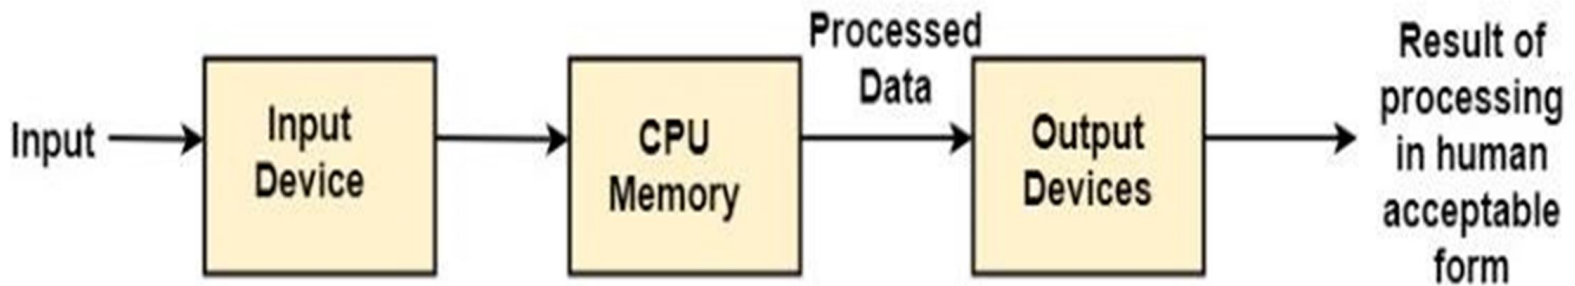 Input
Input
Device
CPU
Memory
Processed
Data
Output
Devices
Result of
processing
in human
acceptable
form